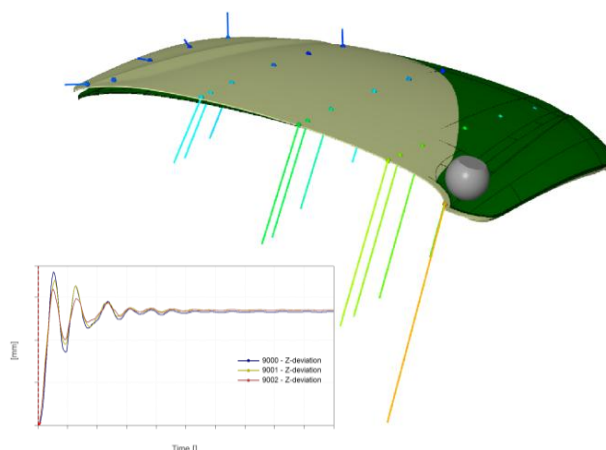 [mm]
9000 - Z-deviation
9001 - Z-deviation
9002 - Z-deviation
Time []